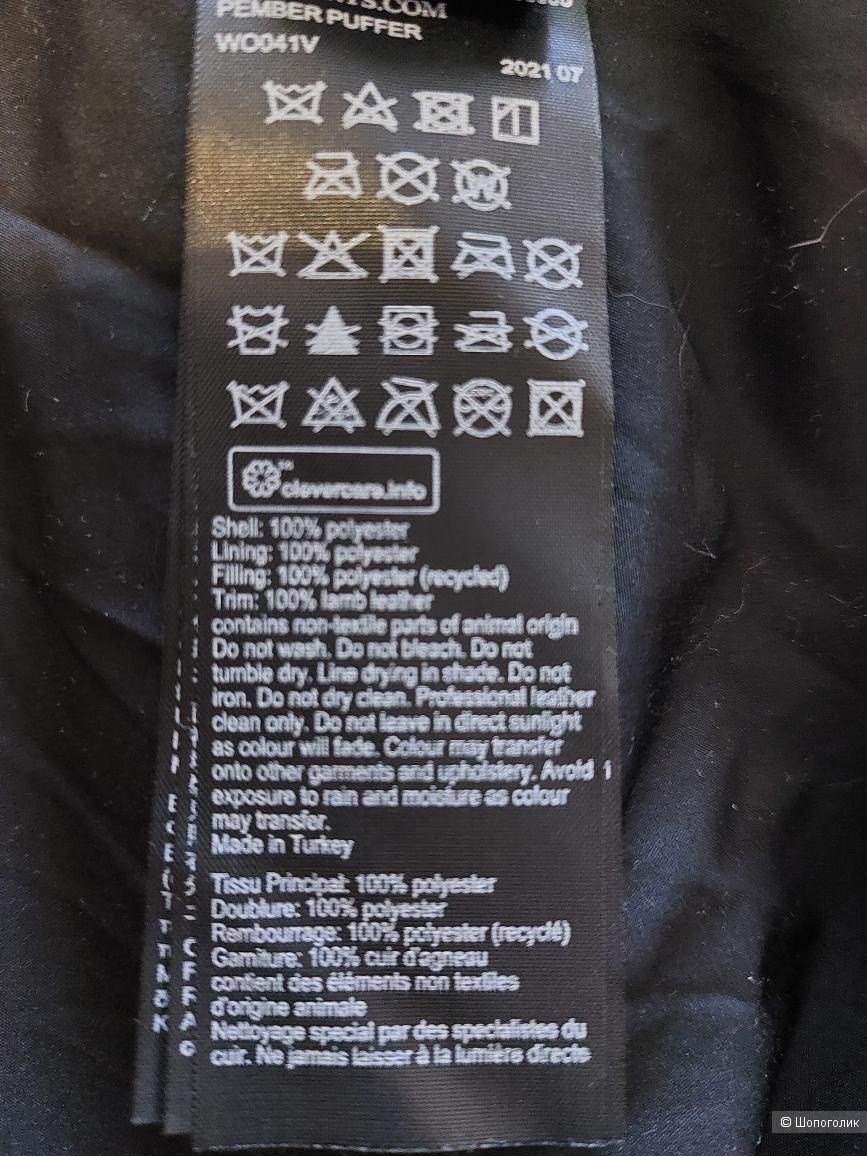 PEMBER PUFFER
WO041V
2021 07
W
clevercare.info
Shell: 100% polyester
Lining: 100% polyester
Filling: 100% polyester (recycled)
Trim: 100% lamb leather
contains non-textile parts of animal origin
Do not wash. Do not bleach. Do not
tumble dry. Line drying in shade. Do not
iron. Do not dry clean. Professional leather
clean only. Do not leave in direct sunlight
as colour will fade. Colour may transfer
onto other garments and upholstery. Avoid
exposure to rain and moisture as colour
may transfer.
Made in Turkey
Tissu Principal: 100% polyester
Doublure: 100% polyester
Rembourrage: 100% polyester (recyclé)
Garniture: 100% cuir d'agneau
contient des éléments non textiles
d'origine animale
Nettoyage special par des specialistes du
cuir. Ne jamais laisser à la lumière directe
© Шопоголик